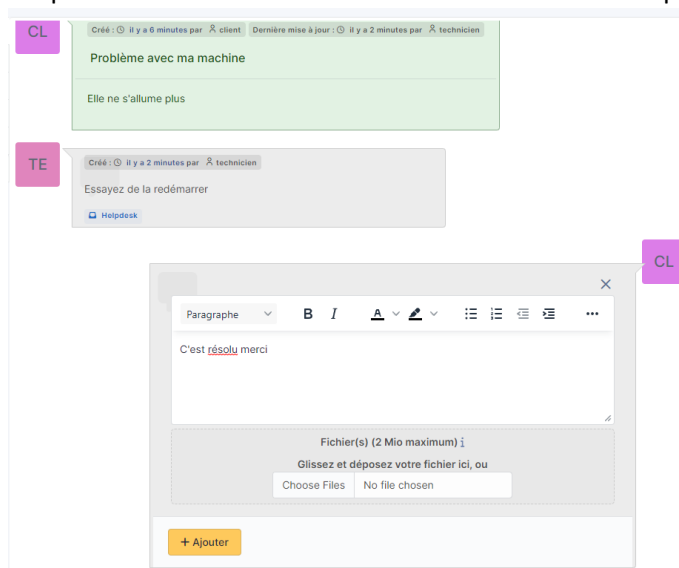 CL
Créé : il y a 6 minutes par client Dernière mise à jour : il y a 2 minutes par technicien
Problème avec ma machine
Elle ne s'allume plus
TE
Créé : il y a 2 minutes par technicien
Essayez de la redémarrer
Helpdesk
CL
Paragraphe B I A
C'est résolu merci
Fichier(s) (2 Mio maximum) i
Glissez et déposez votre fichier ici, ou
Choose Files No file chosen
+ Ajouter